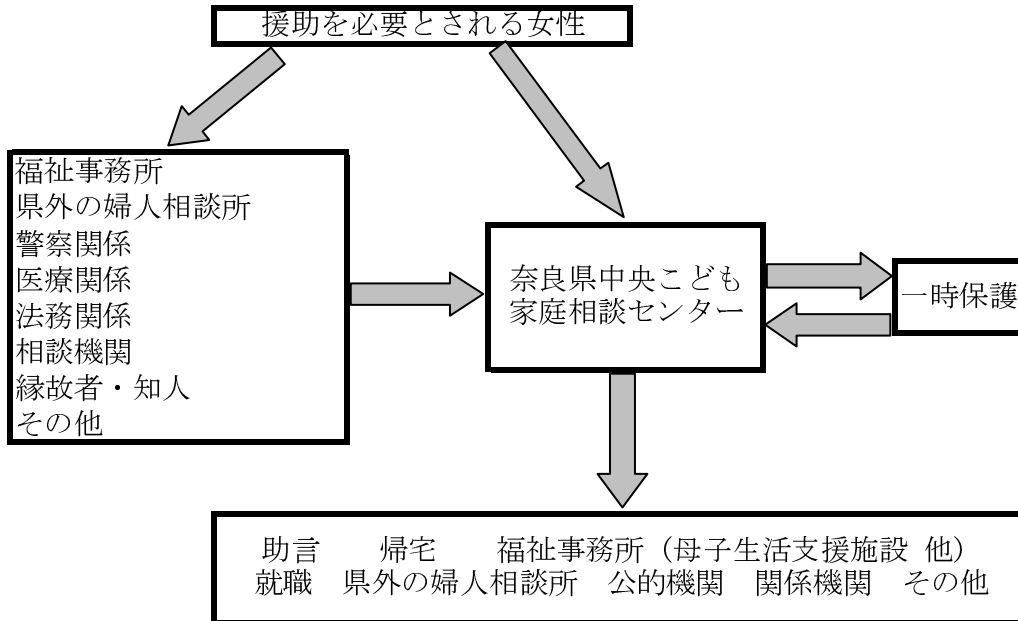 援助を必要とされる女性
福祉事務所
県外の婦人相談所
警察関係
医療関係
法務関係
相談機関
縁故者・知人
その他
奈良県中央こども
家庭相談センター
一時保護
助言　　帰宅　　福祉事務所（母子生活支援施設 他）
就職　県外の婦人相談所　公的機関　関係機関　その他